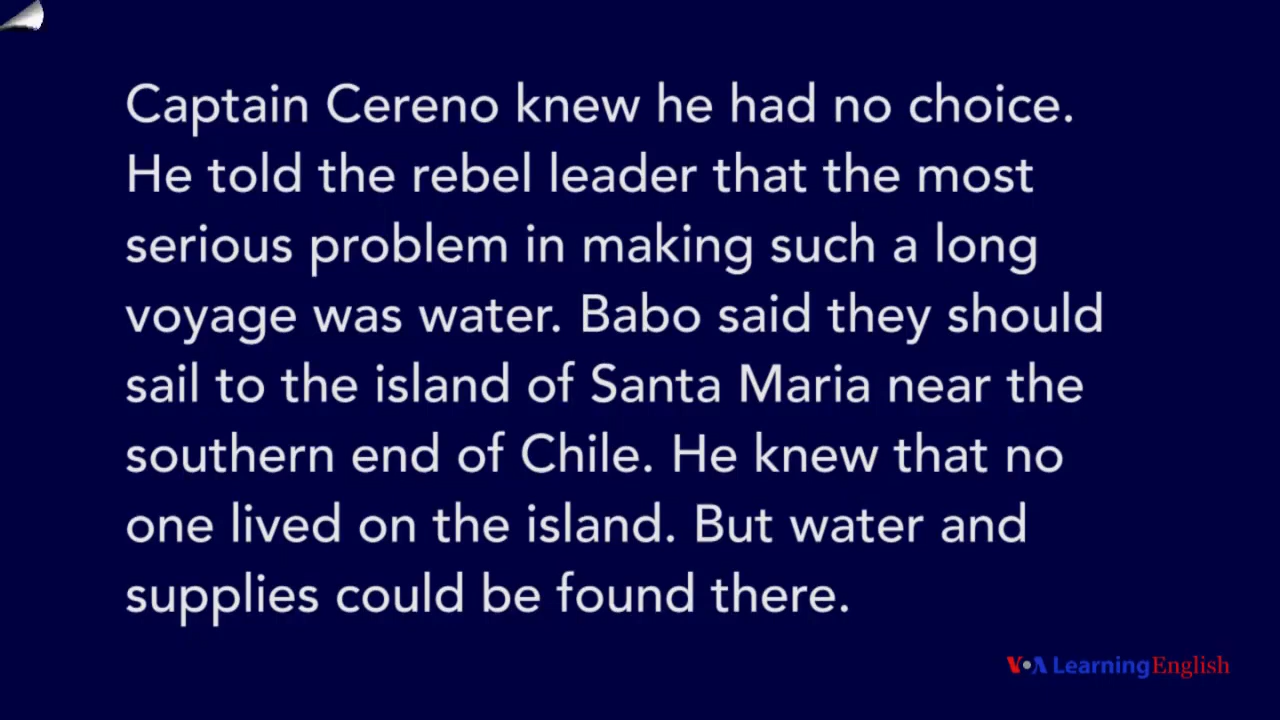 Captain Cereno knew he had no choice.
He told the rebel leader that the most
serious problem in making such a long
voyage was water. Babo said they should
sail to the island of Santa Maria near the
southern end of Chile. He knew that no
one lived on the island. But water and
supplies could be found there.
VOA Learning English